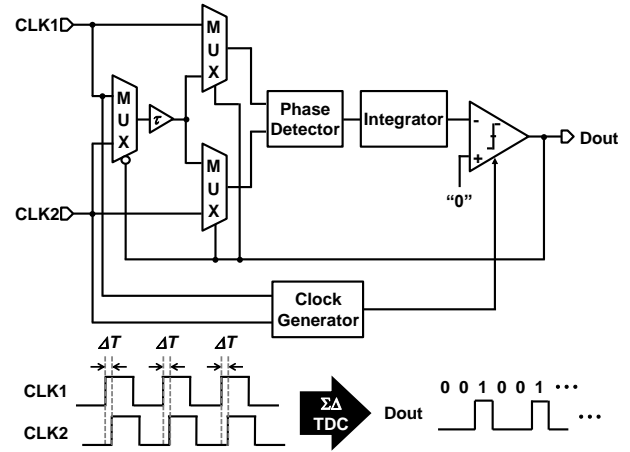 CLK1
M U X
M U X
τ
Phase Detector
Integrator
-
+
"0"
Dout
M U X
CLK2
Clock Generator
ΔT ΔT ΔT
CLK1
CLK2
ΣΔ TDC
Dout
0 0 1 0 0 1 ···
···